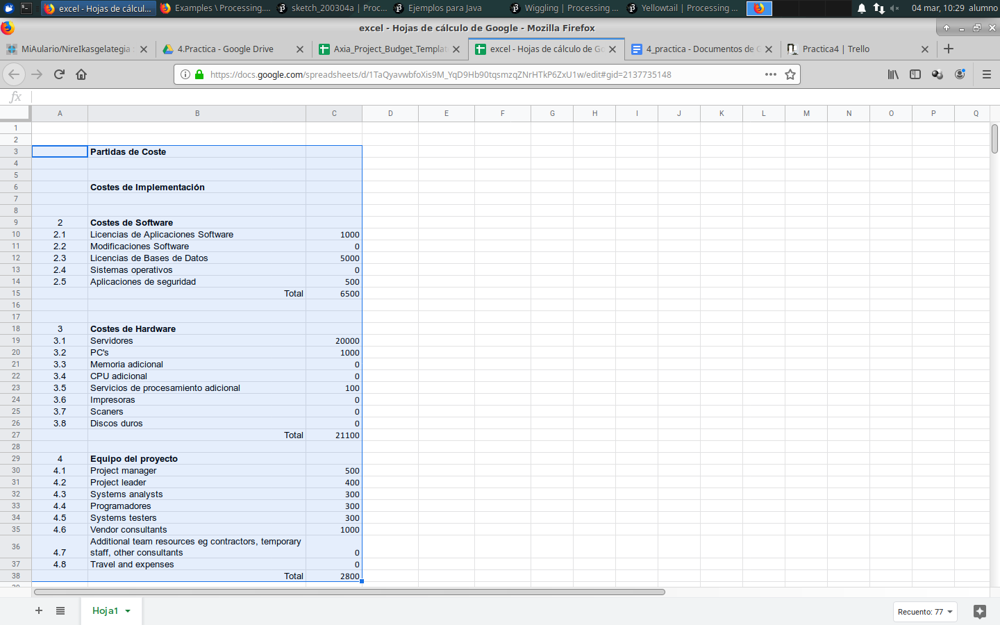 excel - Hojas de cálcul...
Examples \ Processing....
sketch_200304a | Proc...
Ejemplos para Java
Wiggling | Processing ...
Yellowtail | Processing ...
04 mar, 10:29 alumno
excel - Hojas de cálculo de Google - Mozilla Firefox
MiAulario/NireIkasgelategia :
4.Practica - Google Drive
Axia_Project_Budget_Templat
excel - Hojas de cálculo de Go
4_practica - Documentos de G
Practica4 | Trello
https://docs.google.com/spreadsheets/d/1TaQyavwbfoXis9M_YqD9Hb90tqsmzqZNrHTkP6ZxU1w/edit#gid=2137735148
fx
A B C D E F G H I J K L M N O P Q
1
2
3 Partidas de Coste
4
5
6 Costes de Implementación
7
8
9 2 Costes de Software
10 2.1 Licencias de Aplicaciones Software 1000
11 2.2 Modificaciones Software 0
12 2.3 Licencias de Bases de Datos 5000
13 2.4 Sistemas operativos 0
14 2.5 Aplicaciones de seguridad 500
15 Total 6500
16
17
18 3 Costes de Hardware
19 3.1 Servidores 20000
20 3.2 PC's 1000
21 3.3 Memoria adicional 0
22 3.4 CPU adicional 0
23 3.5 Servicios de procesamiento adicional 100
24 3.6 Impresoras 0
25 3.7 Scaners 0
26 3.8 Discos duros 0
27 Total 21100
28
29 4 Equipo del proyecto
30 4.1 Project manager 500
31 4.2 Project leader 400
32 4.3 Systems analysts 300
33 4.4 Programadores 300
34 4.5 Systems testers 300
35 4.6 Vendor consultants 1000
Additional team resources eg contractors, temporary
36 4.7 staff, other consultants 0
37 4.8 Travel and expenses 0
38 Total 2800
Hoja1
Recuento: 77